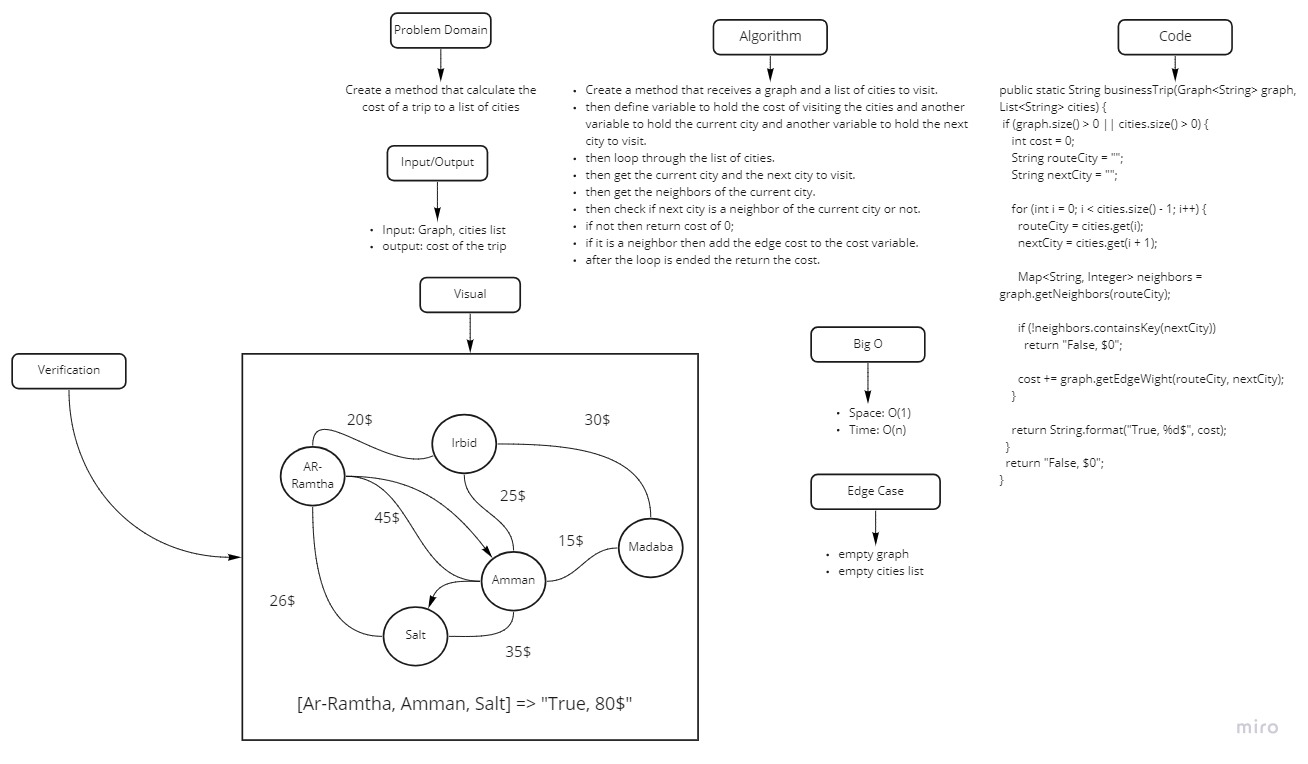 Problem Domain
Create a method that calculate the
cost of a trip to a list of cities
Input/Output
• Input: Graph, cities list
• output: cost of the trip
Algorithm
• Create a method that receives a graph and a list of cities to visit.
• then define variable to hold the cost of visiting the cities and another
variable to hold the current city and another variable to hold the next
city to visit.
• then loop through the list of cities.
• then get the current city and the next city to visit.
• then get the neighbors of the current city.
• then check if next city is a neighbor of the current city or not.
• if not then return cost of 0;
• if it is a neighbor then add the edge cost to the cost variable.
• after the loop is ended the return the cost.
Code
public static String businessTrip(Graph<String> graph,
List<String> cities) {
if (graph.size() > 0 || cities.size() > 0) {
int cost = 0;
String routeCity = "";
String nextCity = "";
for (int i = 0; i < cities.size() - 1; i++) {
routeCity = cities.get(i);
nextCity = cities.get(i + 1);
Map<String, Integer> neighbors =
graph.getNeighbors(routeCity);
if (!neighbors.containsKey(nextCity))
return "False, $0";
cost += graph.getEdgeWight(routeCity, nextCity);
}
return String.format("True, %d$", cost);
}
return "False, $0";
}
Visual
Verification
20$
30$
Irbid
AR-
Ramtha
25$
45$
15$
Madaba
Amman
26$
Salt
35$
[Ar-Ramtha, Amman, Salt] => "True, 80$"
Big O
• Space: O(1)
• Time: O(n)
Edge Case
• empty graph
• empty cities list
miro